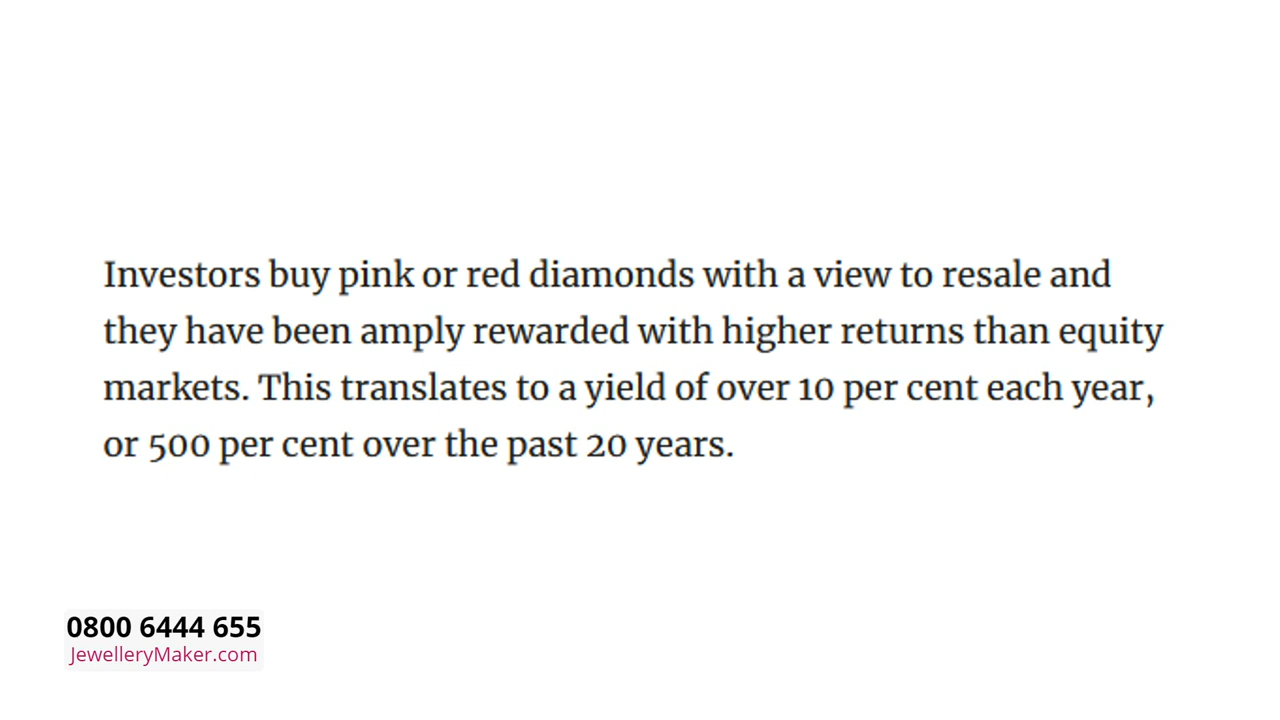 Investors buy pink or red diamonds with a view to resale and
they have been amply rewarded with higher returns than equity
markets. This translates to a yield of over 10 per cent each year,
or 500 per cent over the past 20 years.
0800 6444 655
JewelleryMaker.com